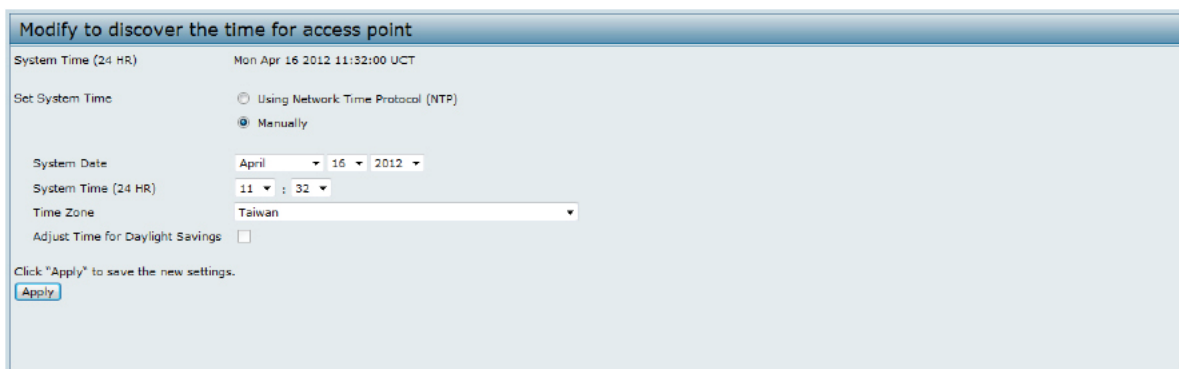 Modify to discover the time for access point
System Time (24 HR) Mon Apr 16 2012 11:32:00 UCT
Set System Time Using Network Time Protocol (NTP)
Manually
System Date April 16 2012
System Time (24 HR) 11 : 32
Time Zone Taiwan
Adjust Time for Daylight Savings
Click "Apply" to save the new settings.
Apply